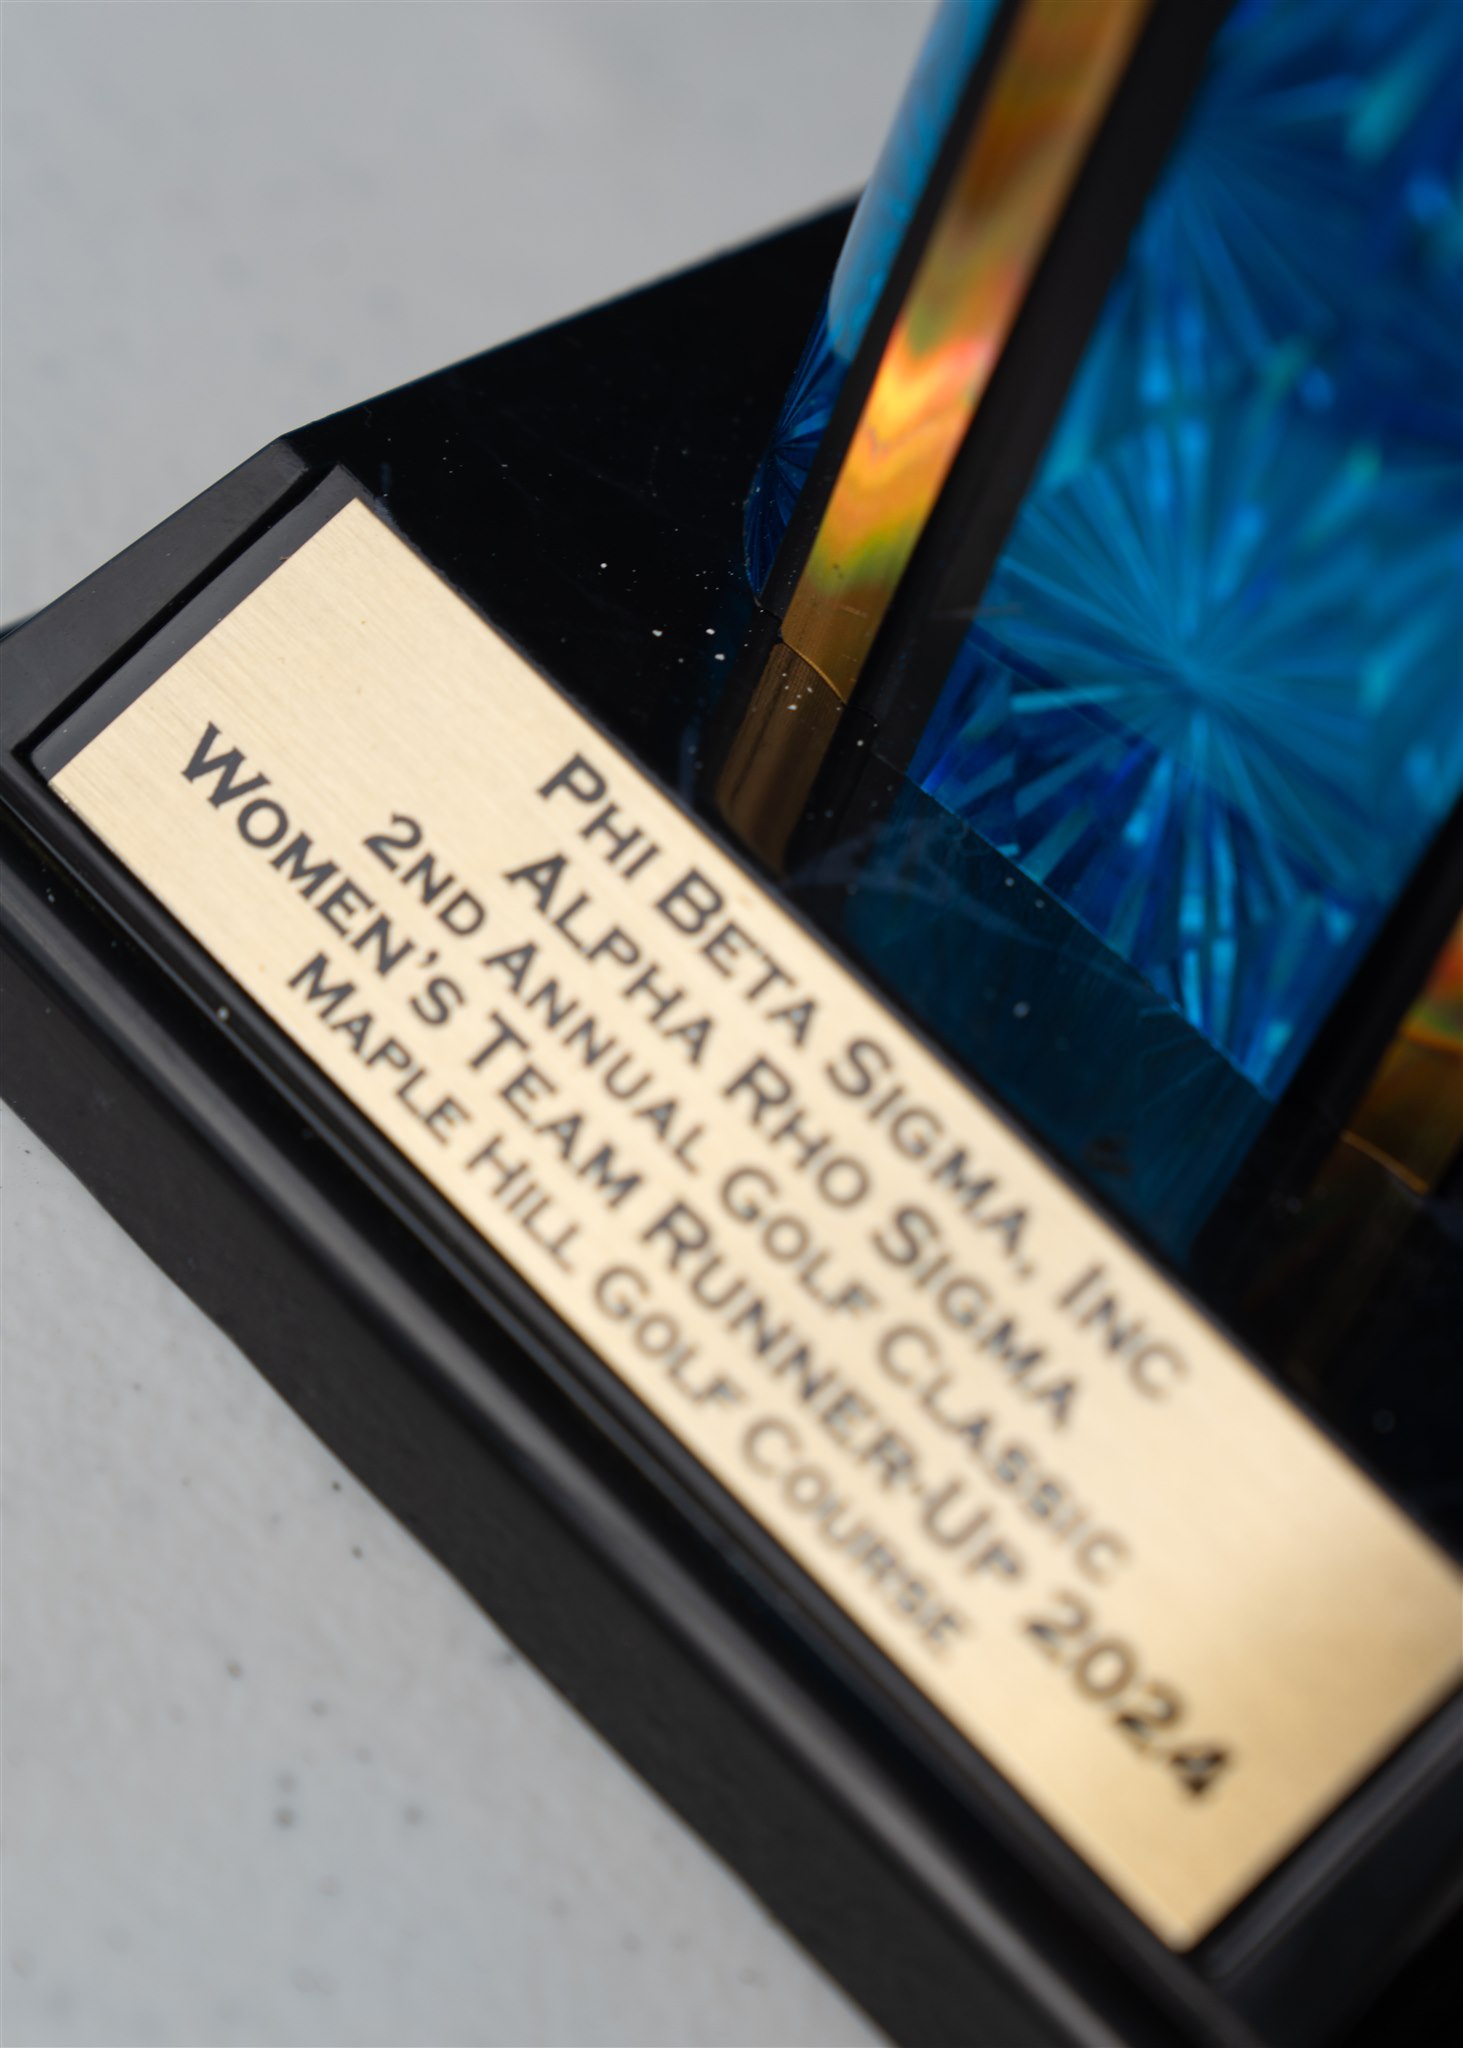 PHI BETA SIGMA, INC
ALPHA RHO SIGMA
2ND ANNUAL GOLF CLASSIC
WOMEN'S TEAM RUNNER-UP 2024
MAPLE HILL GOLF COURSE